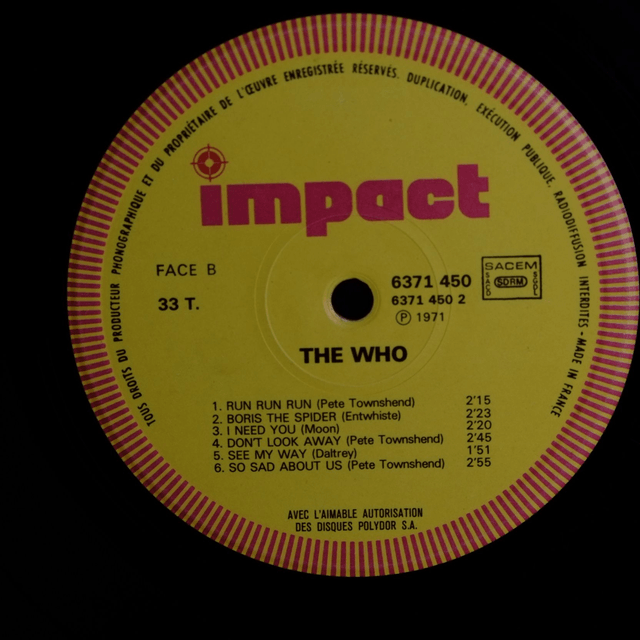 TOUS DROITS DU PRODUCTEUR PHONOGRAPHIQUE ET DU PROPRIÉTAIRE DE L'ŒUVRE ENREGISTRÉE RÉSERVÉS. DUPLICATION, EXÉCUTION PUBLIQUE, RADIODIFFUSION INTERDITES - MADE IN FRANCE
impact
FACE B
33 T.
6371 450
6371 450 2
Ⓟ 1971
SACEM
SACD
SDRM
SGDL
THE WHO
1. RUN RUN RUN (Pete Townshend) 2'15
2. BORIS THE SPIDER (Entwhiste) 2'23
3. I NEED YOU (Moon) 2'20
4. DON'T LOOK AWAY (Pete Townshend) 2'45
5. SEE MY WAY (Daltrey) 1'51
6. SO SAD ABOUT US (Pete Townshend) 2'55
AVEC L'AIMABLE AUTORISATION
DES DISQUES POLYDOR S.A.